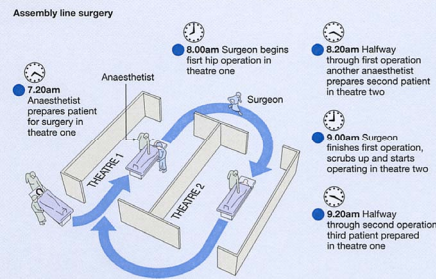 Assembly line surgery
7.20am
Anaesthetist
prepares patient
for surgery in
theatre one
Anaesthetist
8.00am Surgeon begins
fisrt hip operation in
theatre one
Surgeon
8.20am Halfway
through first operation
another anaesthetist
prepares second patient
in theatre two
9.00am Surgeon
finishes first operation,
scrubs up and starts
operating in theatre two
9.20am Halfway
through second operation
third patient prepared
in theatre one
THEATRE 1
THEATRE 2